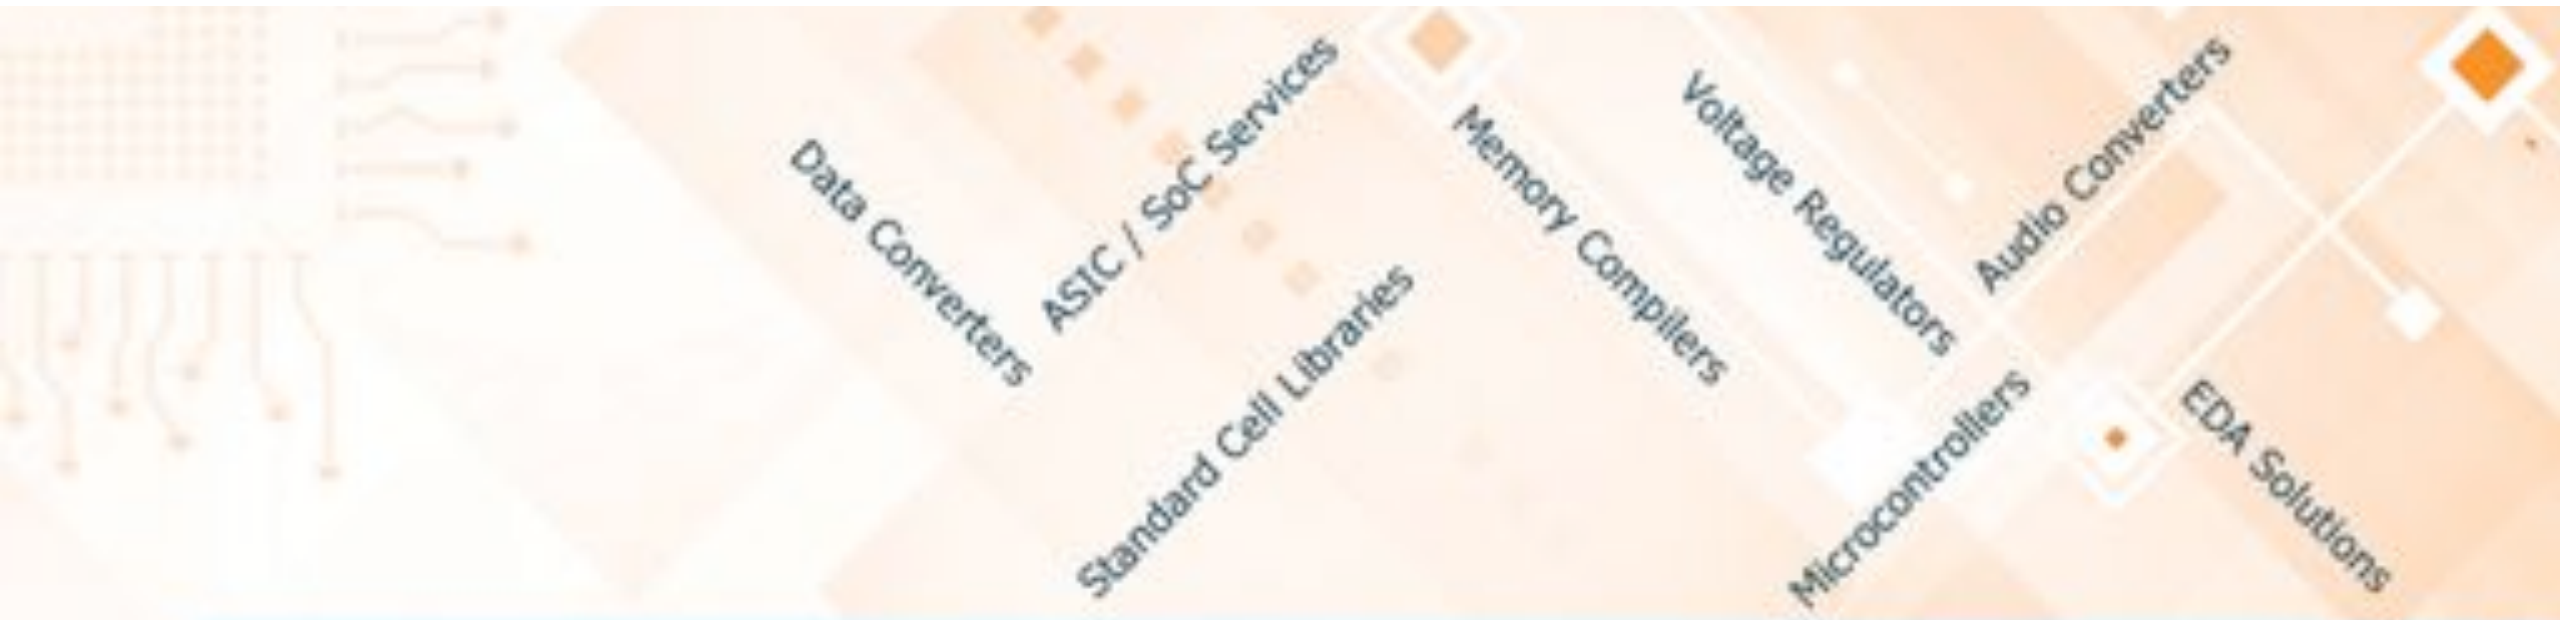 Data Converters
ASIC / SoC Services
Standard Cell Libraries
Memory Compilers
Voltage Regulators
Audio Converters
Microcontrollers
EDA Solutions